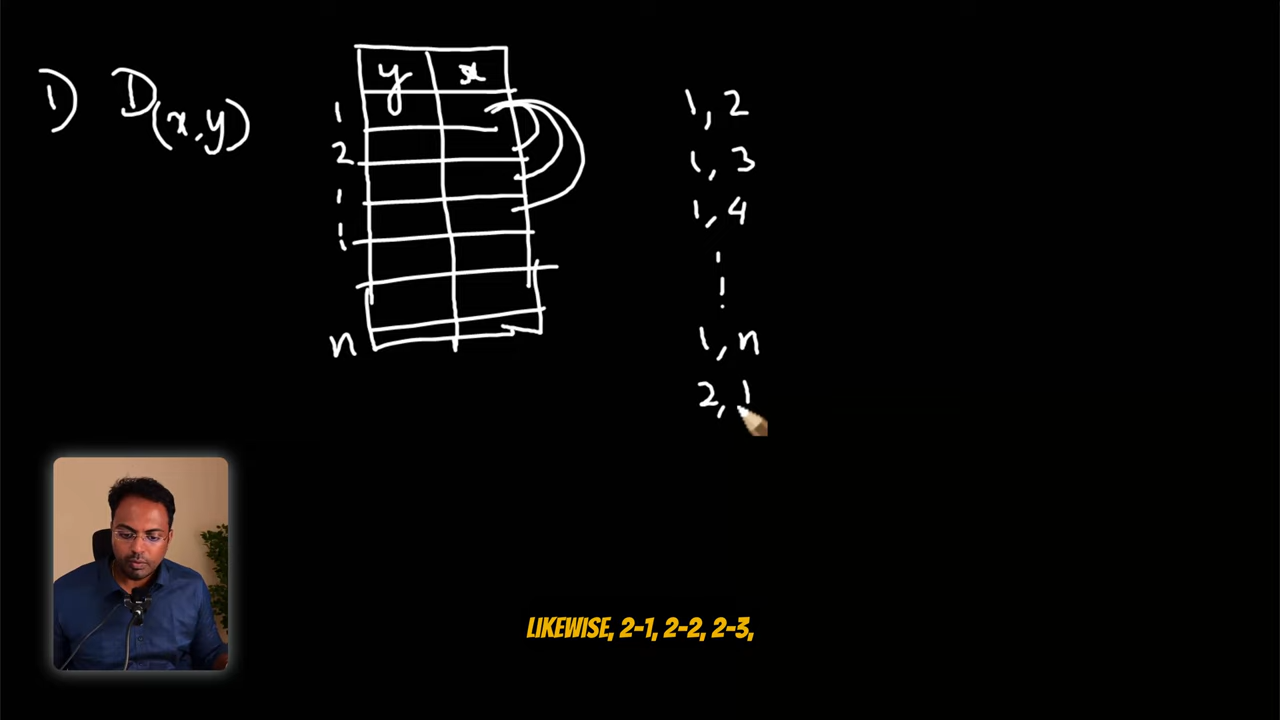 1) D(x,y)
y x
1
2
n
1, 2
1, 3
1, 4
1, n
2, 1
LIKEWISE, 2-1, 2-2, 2-3,